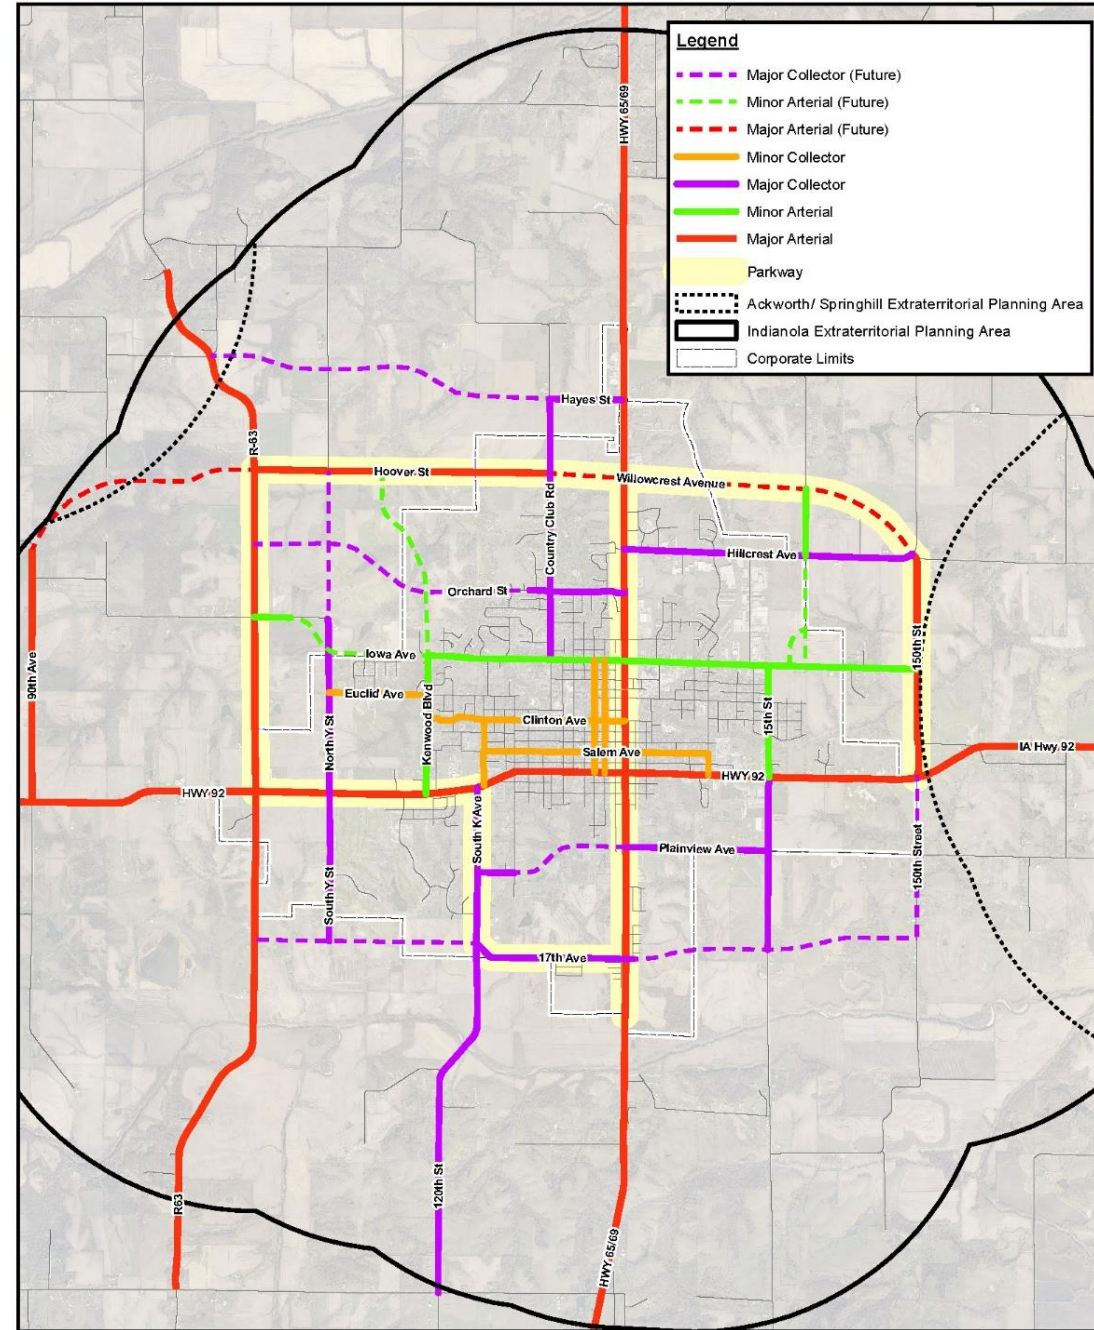 Legend
Major Collector (Future)
Minor Arterial (Future)
Major Arterial (Future)
Minor Collector
Major Collector
Minor Arterial
Major Arterial
Parkway
Ackworth/ Springhill Extraterritorial Planning Area
Indianola Extraterritorial Planning Area
Corporate Limits
HWY 65/69
Hayes St
R-63
Hoover St
Willowcrest Avenue
Country Club Rd
Hillcrest Ave
Orchard St
Iowa Ave
150th St
90th Ave
Euclid Ave
North Y St
Kenwood Blvd
Clinton Ave
15th St
Salem Ave
IA Hwy 92
HWY 92
HWY 92
South K Ave
Plainview Ave
150th Street
South Y St
17th Ave
120th St
R63
HWY 65/69